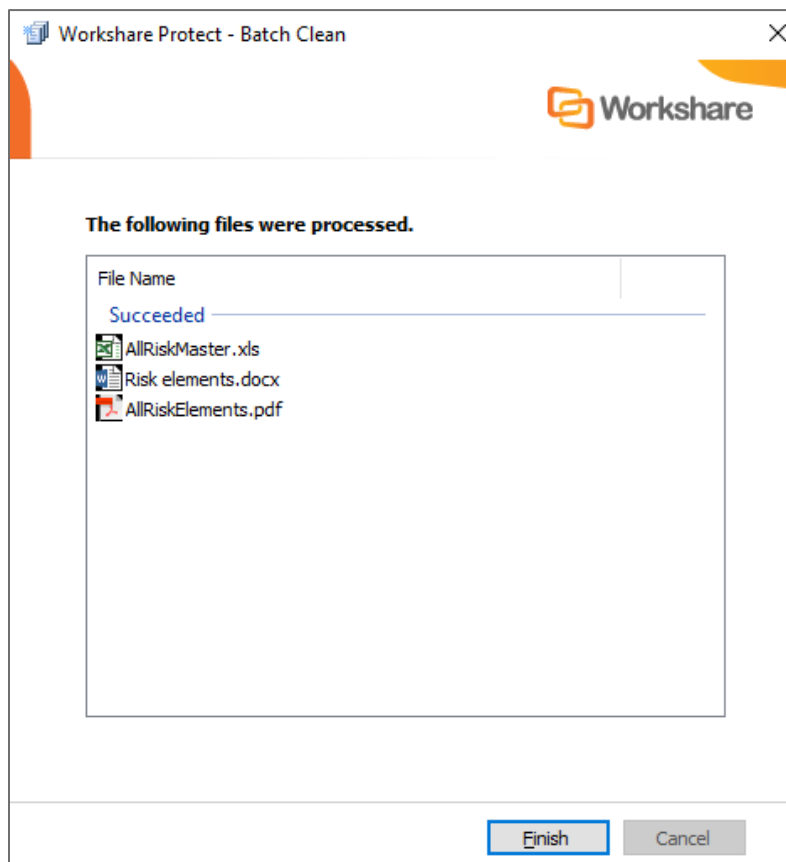 Workshare Protect - Batch Clean
Workshare
The following files were processed.
File Name
Succeeded
AllRiskMaster.xls
Risk elements.docx
AllRiskElements.pdf
Finish
Cancel